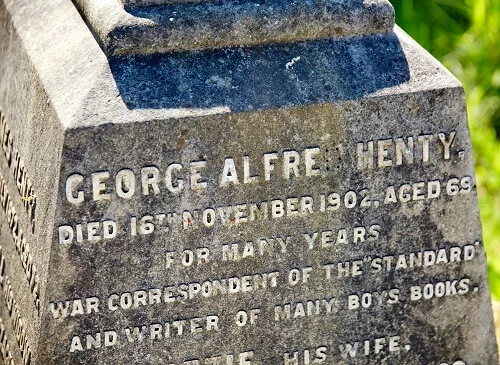 GEORGE ALFRED HENTY.
DIED 16TH NOVEMBER 1902, AGED 69.
FOR MANY YEARS
WAR CORRESPONDENT OF THE "STANDARD"
AND WRITER OF MANY BOYS BOOKS.
HIS WIFE.